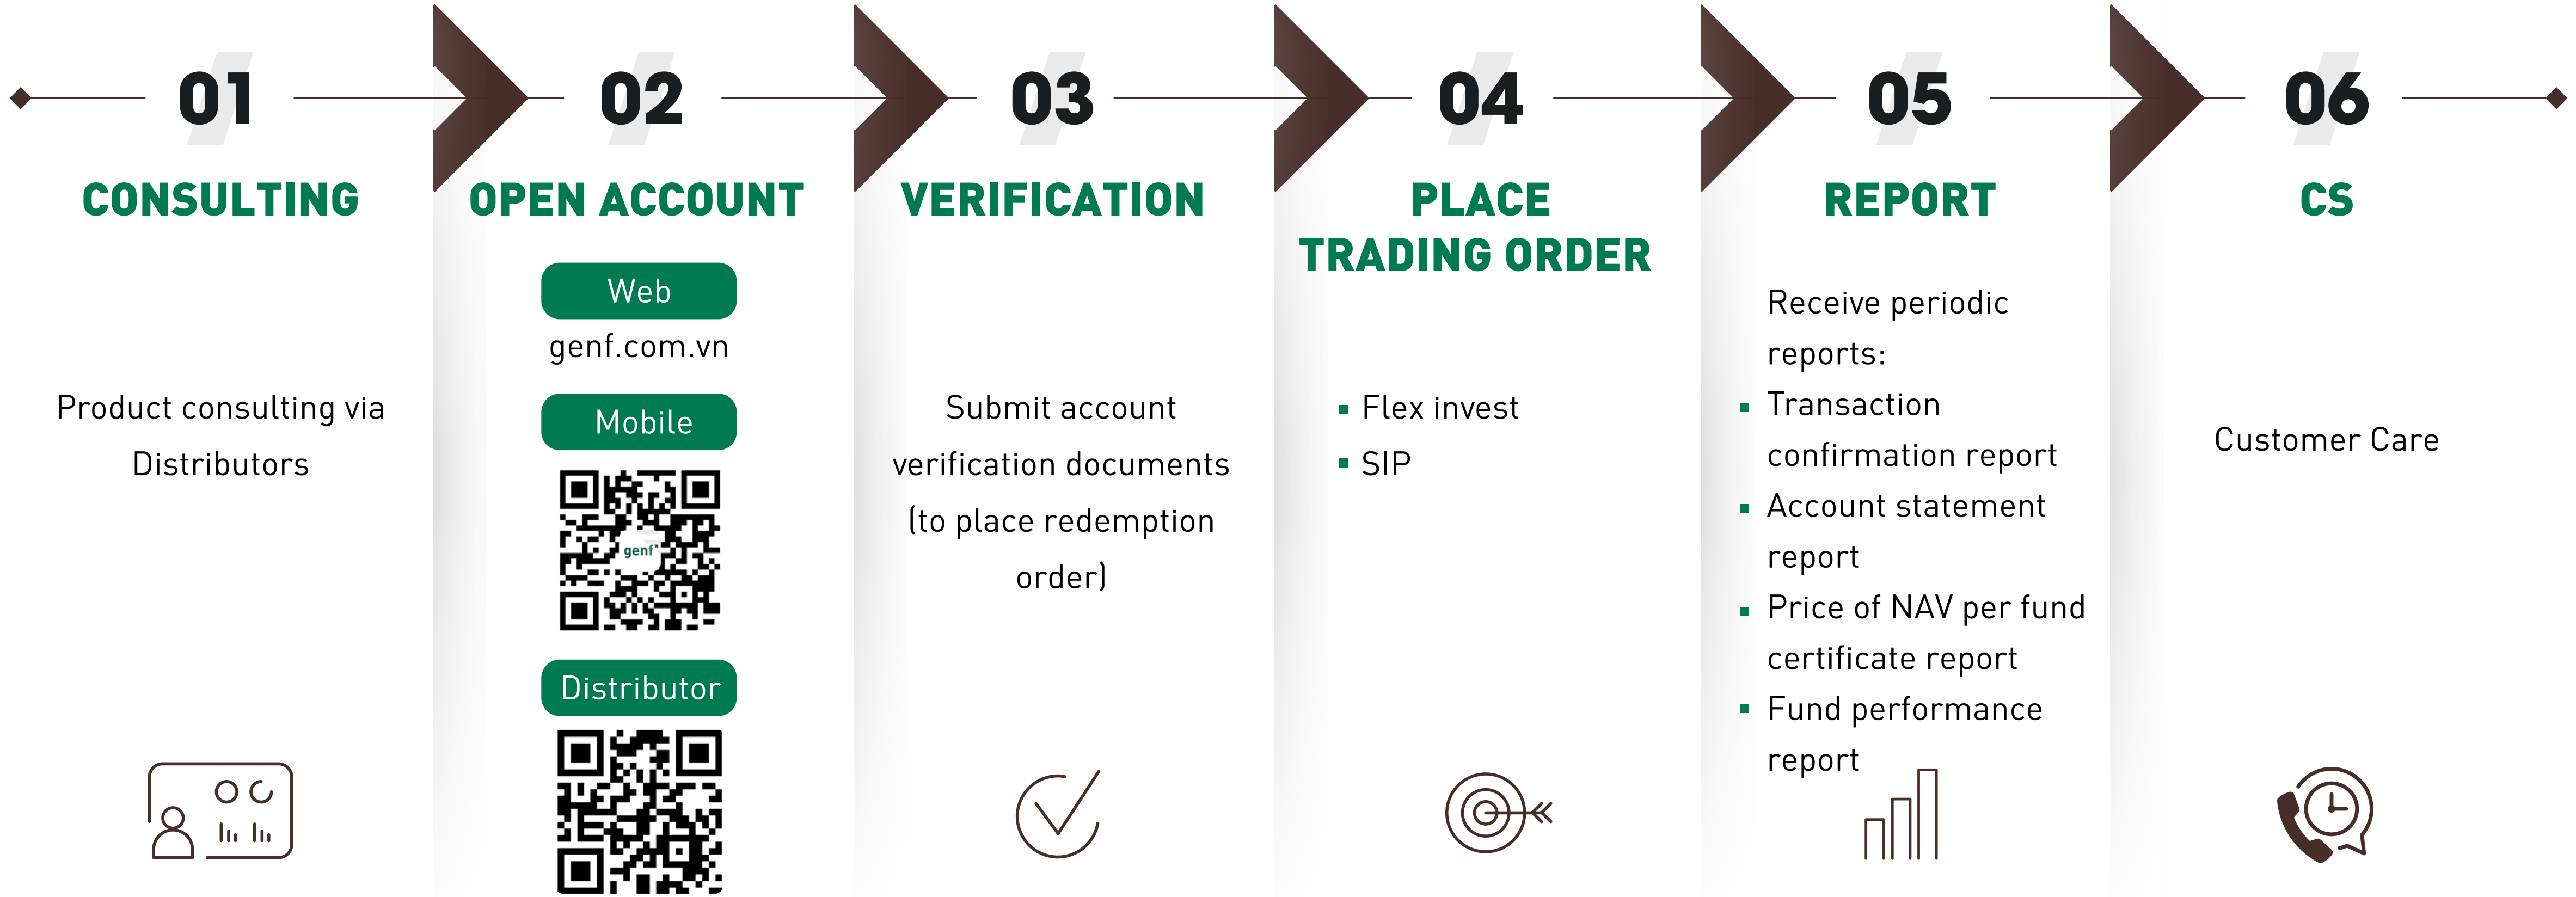 01
CONSULTING
Product consulting via
Distributors
02
OPEN ACCOUNT
Web
genf.com.vn
Mobile
genf
Distributor
03
VERIFICATION
Submit account
verification documents
(to place redemption
order)
04
PLACE
TRADING ORDER
Flex invest
SIP
05
REPORT
Receive periodic
reports:
Transaction
confirmation report
Account statement
report
Price of NAV per fund
certificate report
Fund performance
report
06
CS
Customer Care